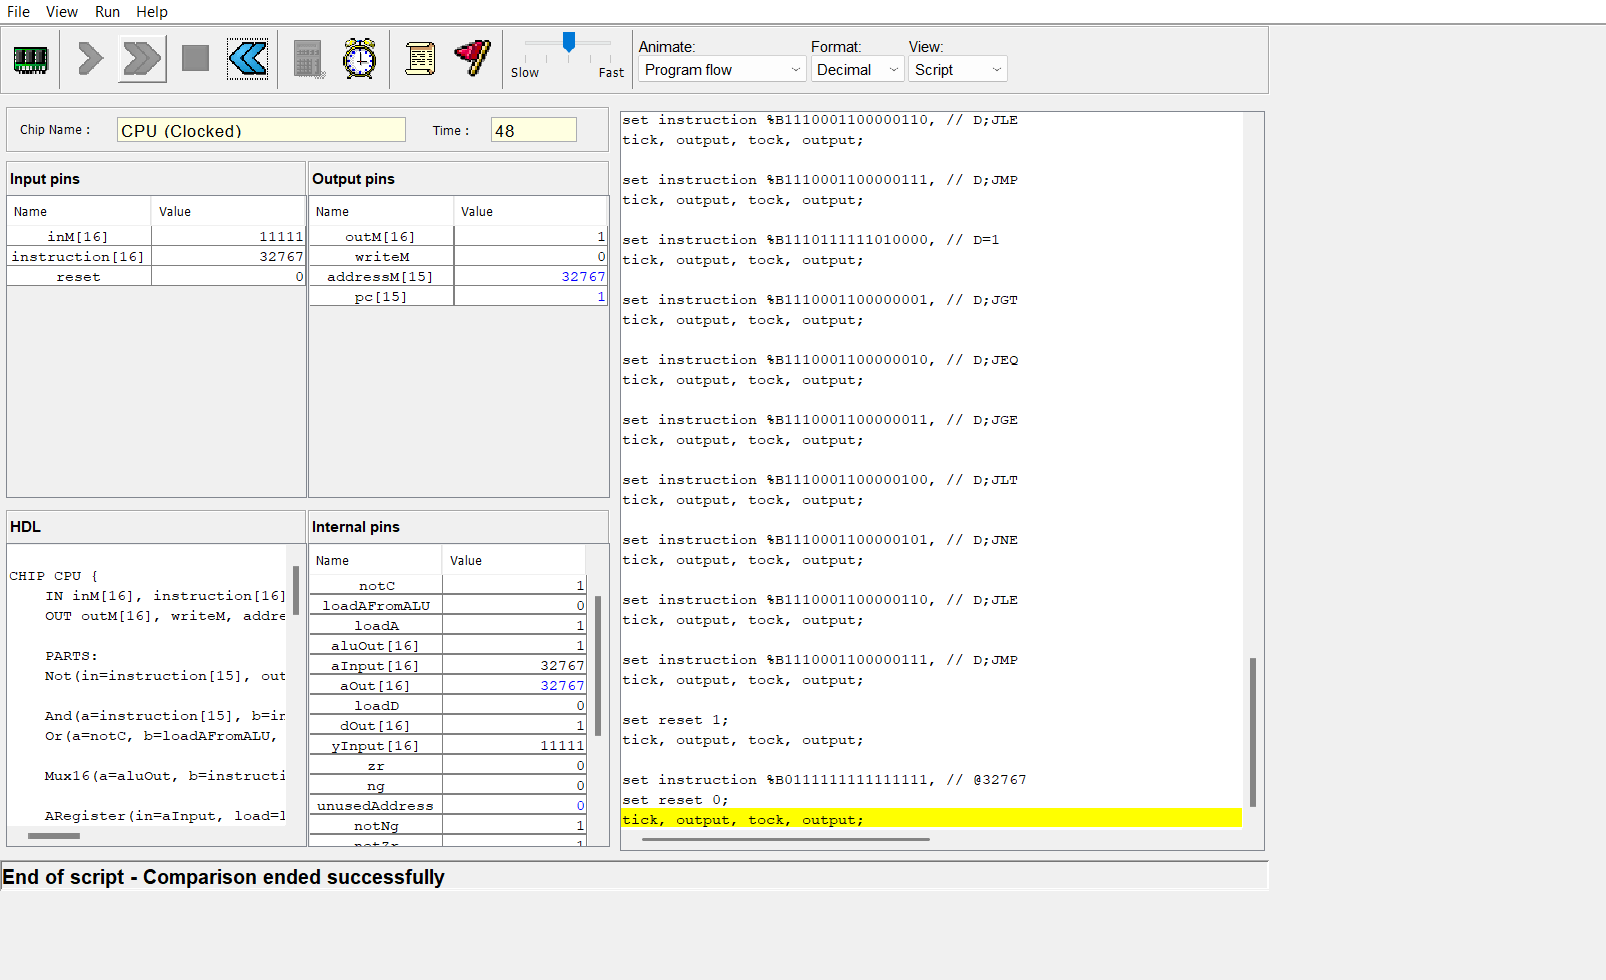 File View Run Help
Slow Fast
Animate: Format: View:
Program flow Decimal Script
Chip Name : CPU (Clocked) Time : 48
Input pins
Name Value
inM[16] 11111
instruction[16] 32767
reset 0
Output pins
Name Value
outM[16] 1
writeM 0
addressM[15] 32767
pc[15] 1
HDL
CHIP CPU {
IN inM[16], instruction[16]
OUT outM[16], writeM, addre
PARTS:
Not(in=instruction[15], out
And(a=instruction[15], b=in
Or(a=notC, b=loadAFromALU,
Mux16(a=aluOut, b=instructi
ARegister(in=aInput, load=l
Internal pins
Name Value
notC 1
loadAFromALU 0
loadA 1
aluOut[16] 1
aInput[16] 32767
aOut[16] 32767
loadD 0
dOut[16] 1
yInput[16] 11111
zr 0
ng 0
unusedAddress 0
notNg 1
notZr 1
set instruction %B1110001100000110, // D;JLE
tick, output, tock, output;
set instruction %B1110001100000111, // D;JMP
tick, output, tock, output;
set instruction %B1110111111010000, // D=1
tick, output, tock, output;
set instruction %B1110001100000001, // D;JGT
tick, output, tock, output;
set instruction %B1110001100000010, // D;JEQ
tick, output, tock, output;
set instruction %B1110001100000011, // D;JGE
tick, output, tock, output;
set instruction %B1110001100000100, // D;JLT
tick, output, tock, output;
set instruction %B1110001100000101, // D;JNE
tick, output, tock, output;
set instruction %B1110001100000110, // D;JLE
tick, output, tock, output;
set instruction %B1110001100000111, // D;JMP
tick, output, tock, output;
set reset 1;
tick, output, tock, output;
set instruction %B0111111111111111, // @32767
set reset 0;
tick, output, tock, output;
End of script - Comparison ended successfully